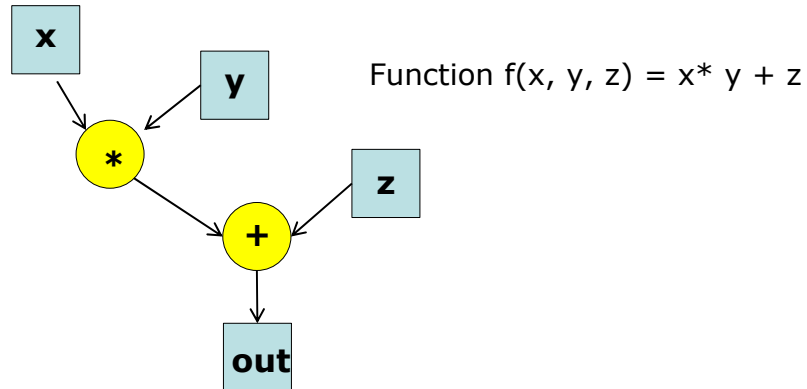 x
y
Function f(x, y, z) = x* y + z
*
z
+
out